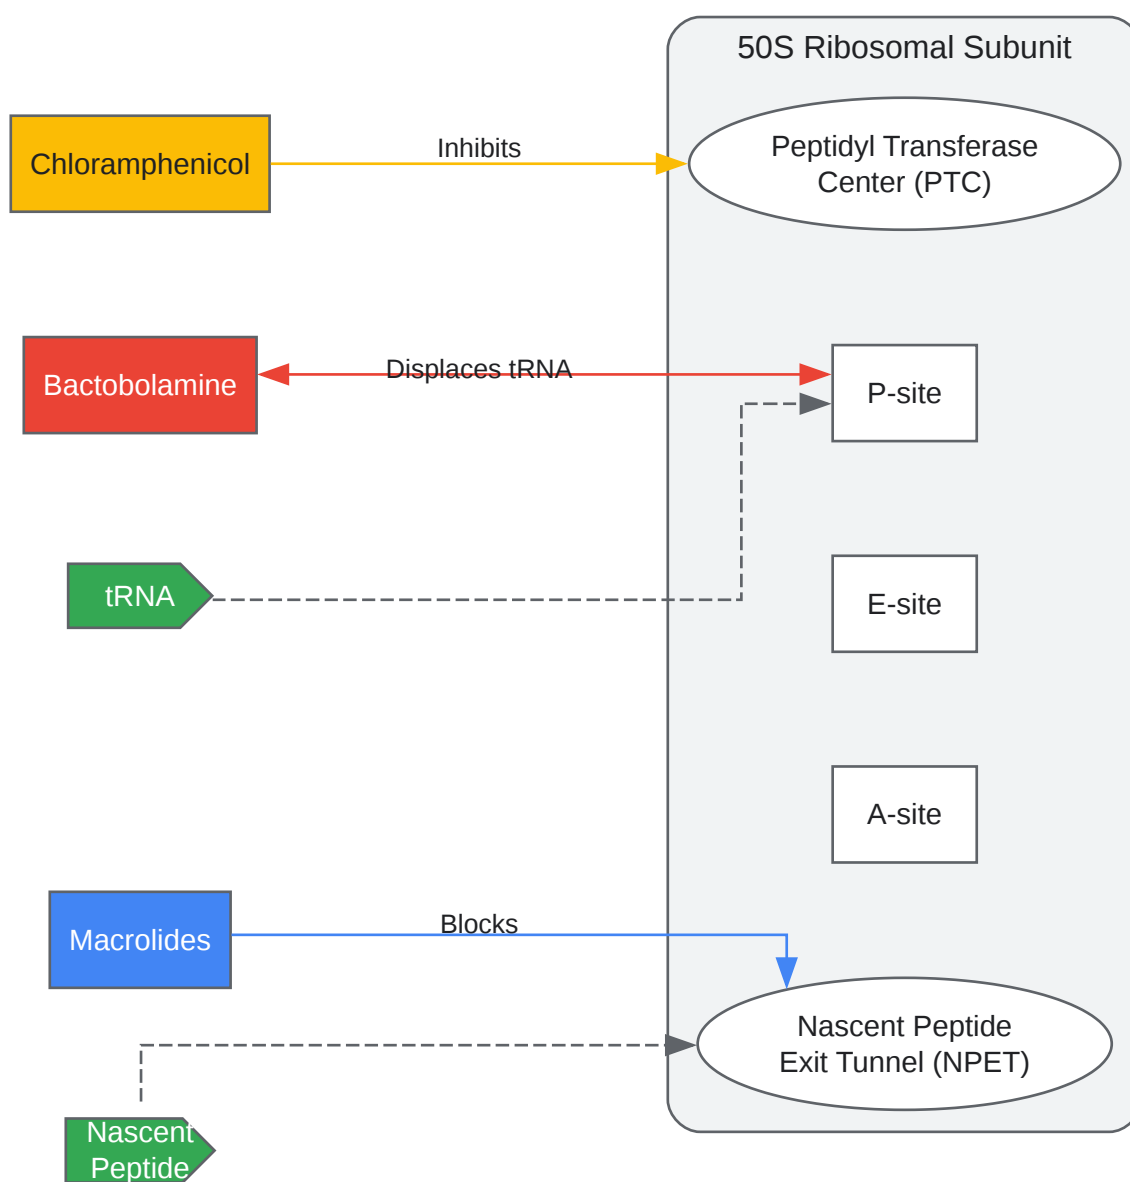 50S Ribosomal Subunit
Chloramphenicol
Inhibits
Peptidyl Transferase
Center (PTC)
Bactobolamine
Displaces tRNA
P-site
tRNA
E-site
A-site
Macrolides
Blocks
Nascent Peptide
Exit Tunnel (NPET)
Nascent
Peptide